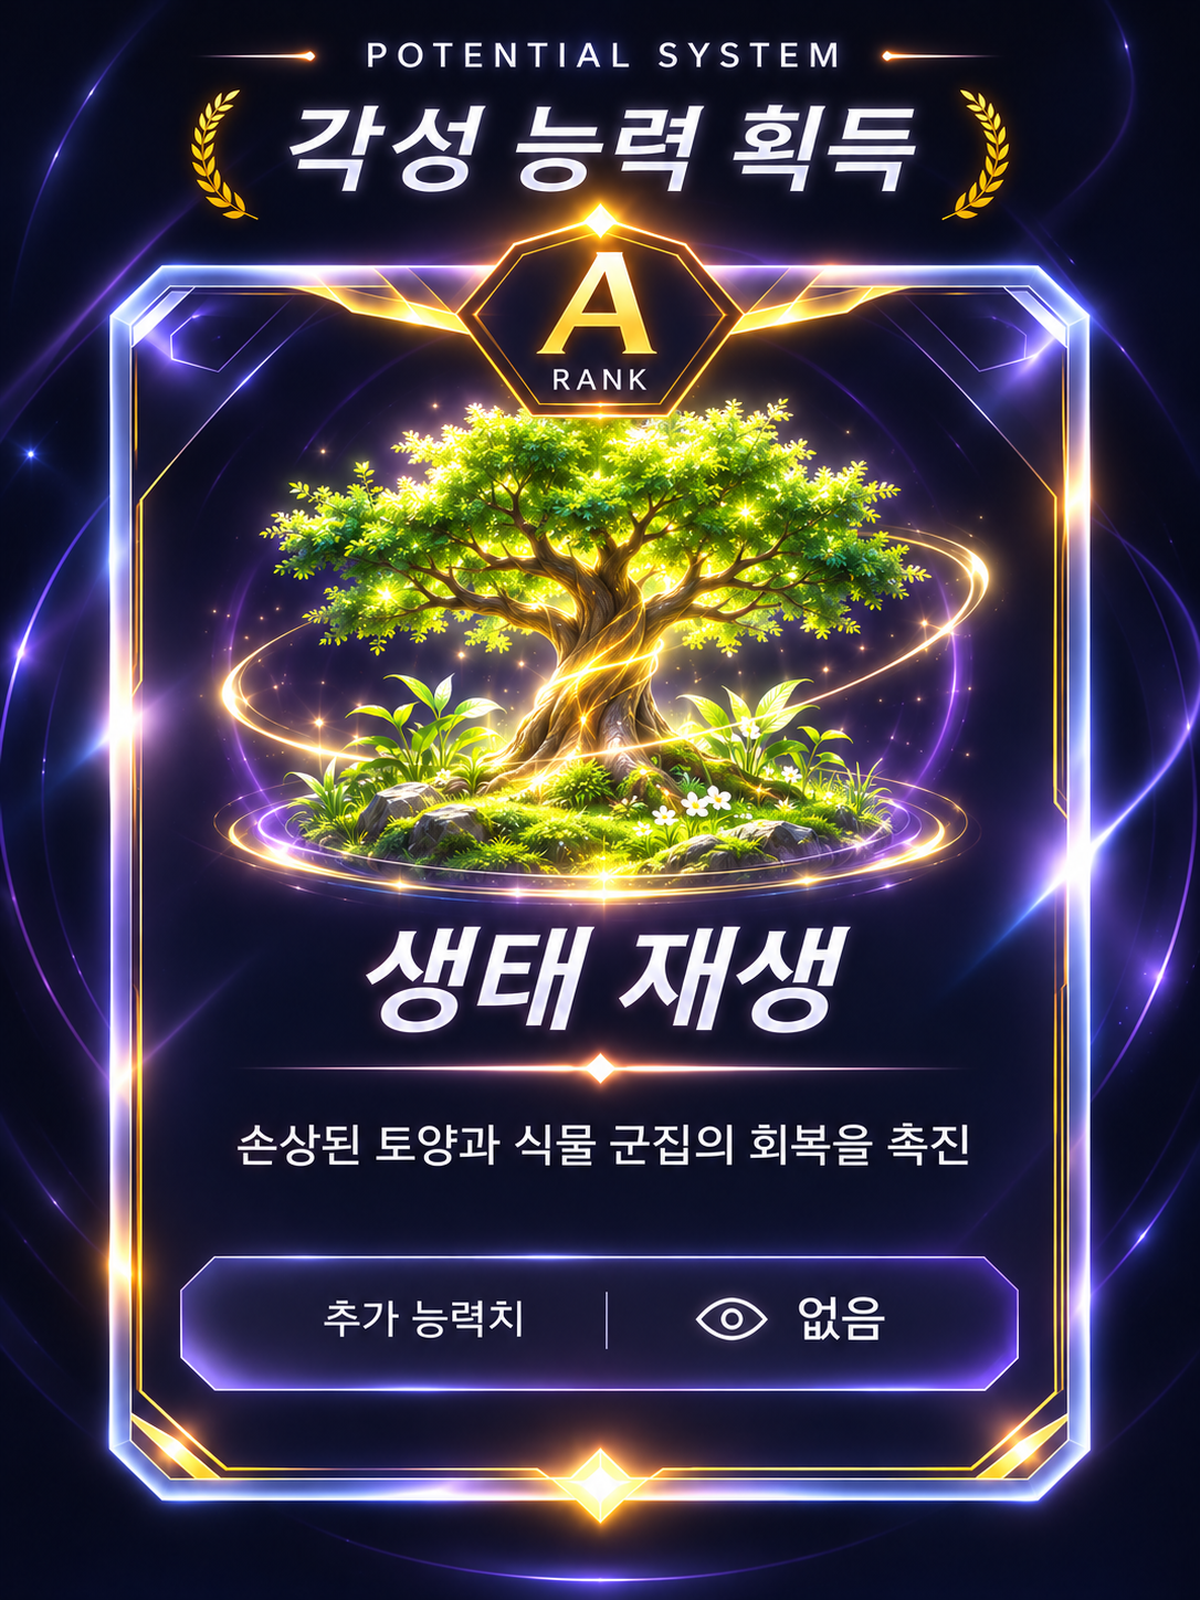 POTENTIAL SYSTEM
각성 능력 획득
A
RANK
생태 재생
손상된 토양과 식물 군집의 회복을 촉진
추가 능력치 없음